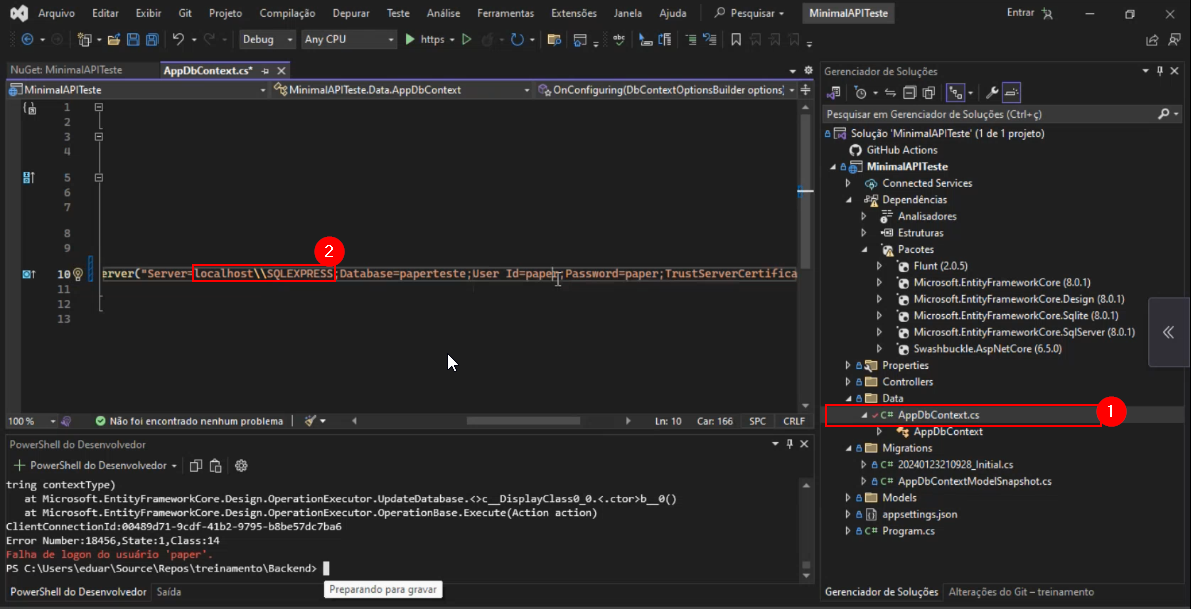 Arquivo Editar Exibir Git Projeto Compilação Depurar Teste Análise Ferramentas Extensões Janela Ajuda Pesquisar MinimalAPITeste Entrar
Debug Any CPU https
NuGet: MinimalAPITeste AppDbContext.cs*
MinimalAPITeste MinimalAPITeste.Data.AppDbContext OnConfiguring(DbContextOptionsBuilder options)
1
2
3
4
5
6
7
8
9
2
10 erver("Server=localhost\\SQLEXPRESS;Database=paperteste;User Id=paper;Password=paper;TrustServerCertifica
11
12
13
100 % Não foi encontrado nenhum problema Ln: 10 Car: 166 SPC CRLF
PowerShell do Desenvolvedor
PowerShell do Desenvolvedor
tring contextType)
at Microsoft.EntityFrameworkCore.Design.OperationExecutor.UpdateDatabase.<>c__DisplayClass0_0.<.ctor>b__0()
at Microsoft.EntityFrameworkCore.Design.OperationExecutor.OperationBase.Execute(Action action)
ClientConnectionId:00489d71-9cdf-41b2-9795-b8be57dc7ba6
Error Number:18456,State:1,Class:14
Falha de logon do usuário 'paper'.
PS C:\Users\eduar\Source\Repos\treinamento\Backend>
Preparando para gravar
PowerShell do Desenvolvedor Saída
Gerenciador de Soluções
Pesquisar em Gerenciador de Soluções (Ctrl+ç)
Solução 'MinimalAPITeste' (1 de 1 projeto)
GitHub Actions
MinimalAPITeste
Connected Services
Dependências
Analisadores
Estruturas
Pacotes
Flunt (2.0.5)
Microsoft.EntityFrameworkCore (8.0.1)
Microsoft.EntityFrameworkCore.Design (8.0.1)
Microsoft.EntityFrameworkCore.Sqlite (8.0.1)
Microsoft.EntityFrameworkCore.SqlServer (8.0.1)
Swashbuckle.AspNetCore (6.5.0)
Properties
Controllers
Data
C# AppDbContext.cs
1
AppDbContext
Migrations
C# 20240123210928_Initial.cs
C# AppDbContextModelSnapshot.cs
Models
appsettings.json
C# Program.cs
Gerenciador de Soluções Alterações do Git – treinamento